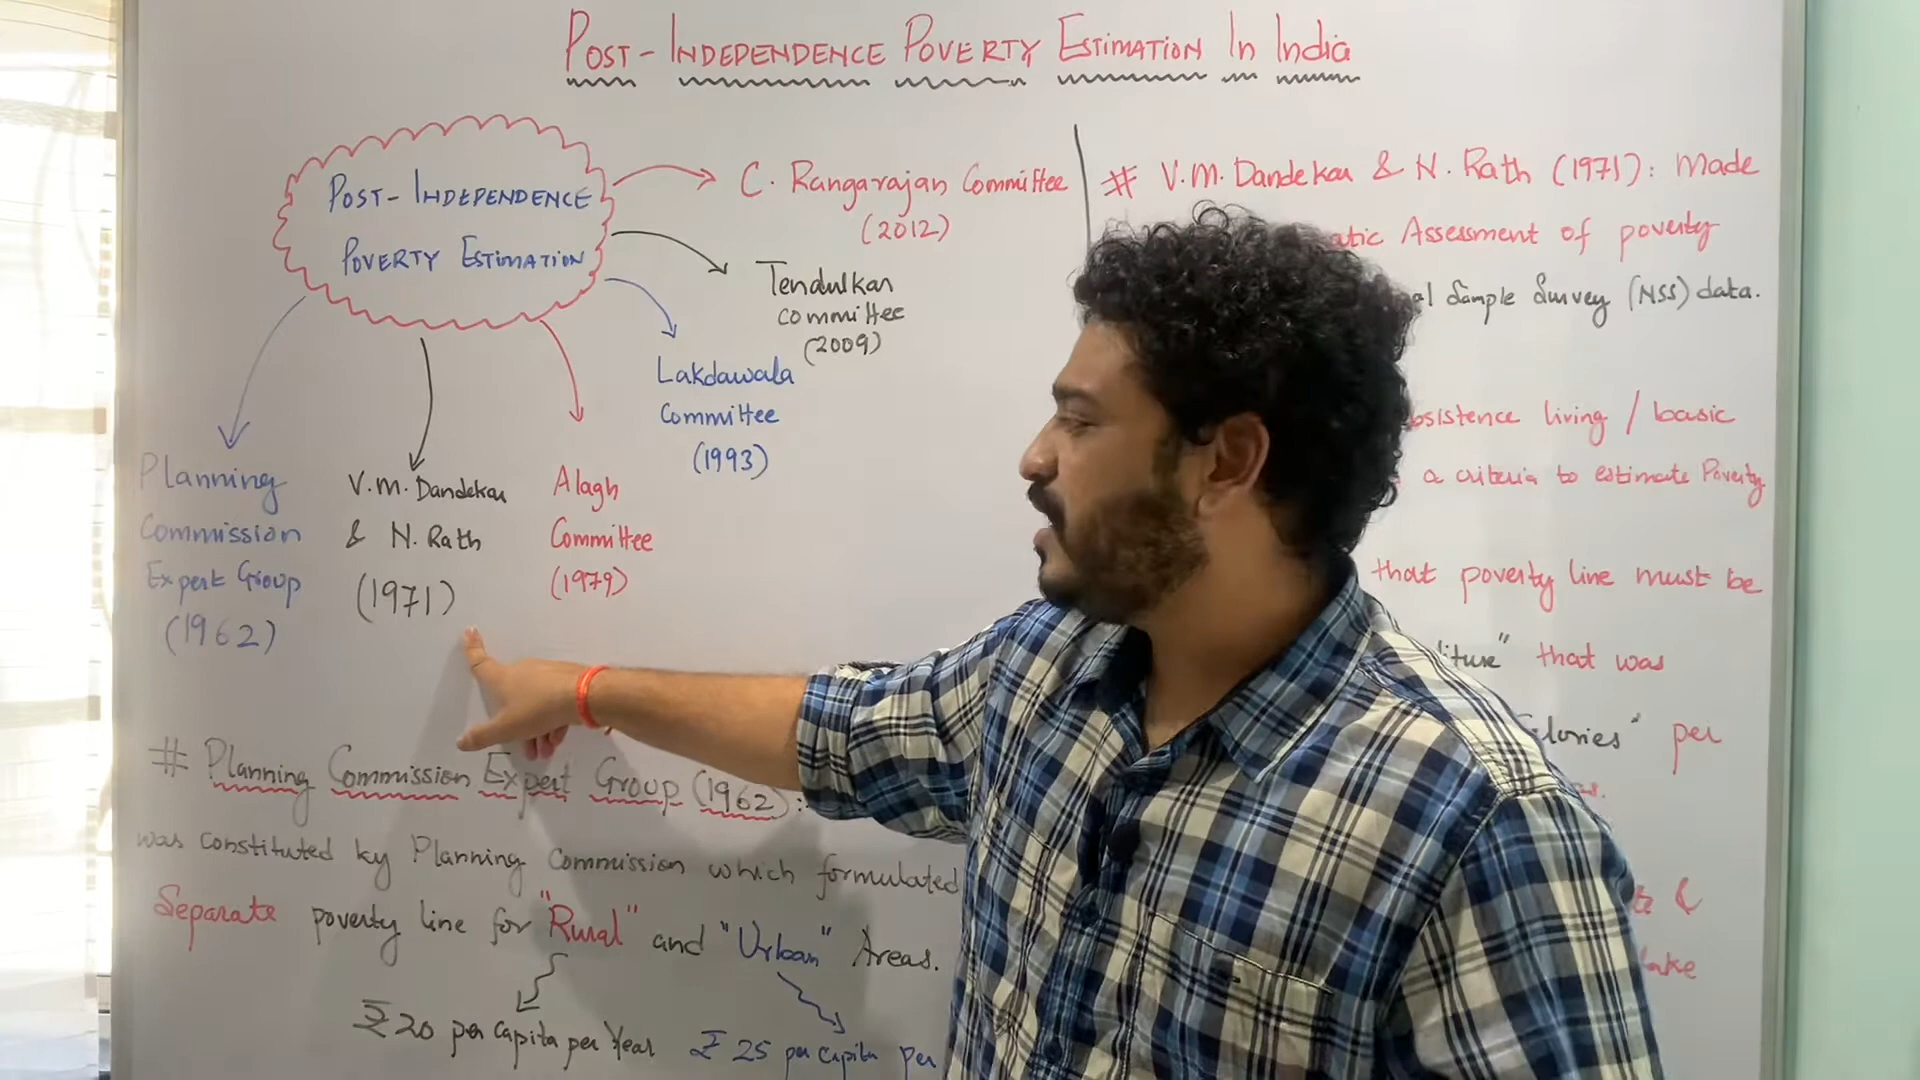 POST-INDEPENDENCE POVERTY ESTIMATION IN India
POST-INDEPENDENCE
POVERTY ESTIMATION
C. Rangarajan Committee
(2012)
Tendulkar
committee
(2009)
Lakdawala
Committee
(1993)
Alagh
Committee
(1979)
V.M. Dandekar
& N. Rath
(1971)
Planning
Commission
Expert Group
(1962)
# Planning Commission Expert Group (1962):
was constituted by Planning Commission which formulated
Separate poverty line for "Rural" and "Urban" Areas.
₹20 per capita per Year
₹25 per capita per
# V.M. Dandekar & N. Rath (1971): Made
Assessment of poverty
Sample Survey (NSS) data.
living / basic
a criteria to estimate Poverty
that poverty line must be
that was
per